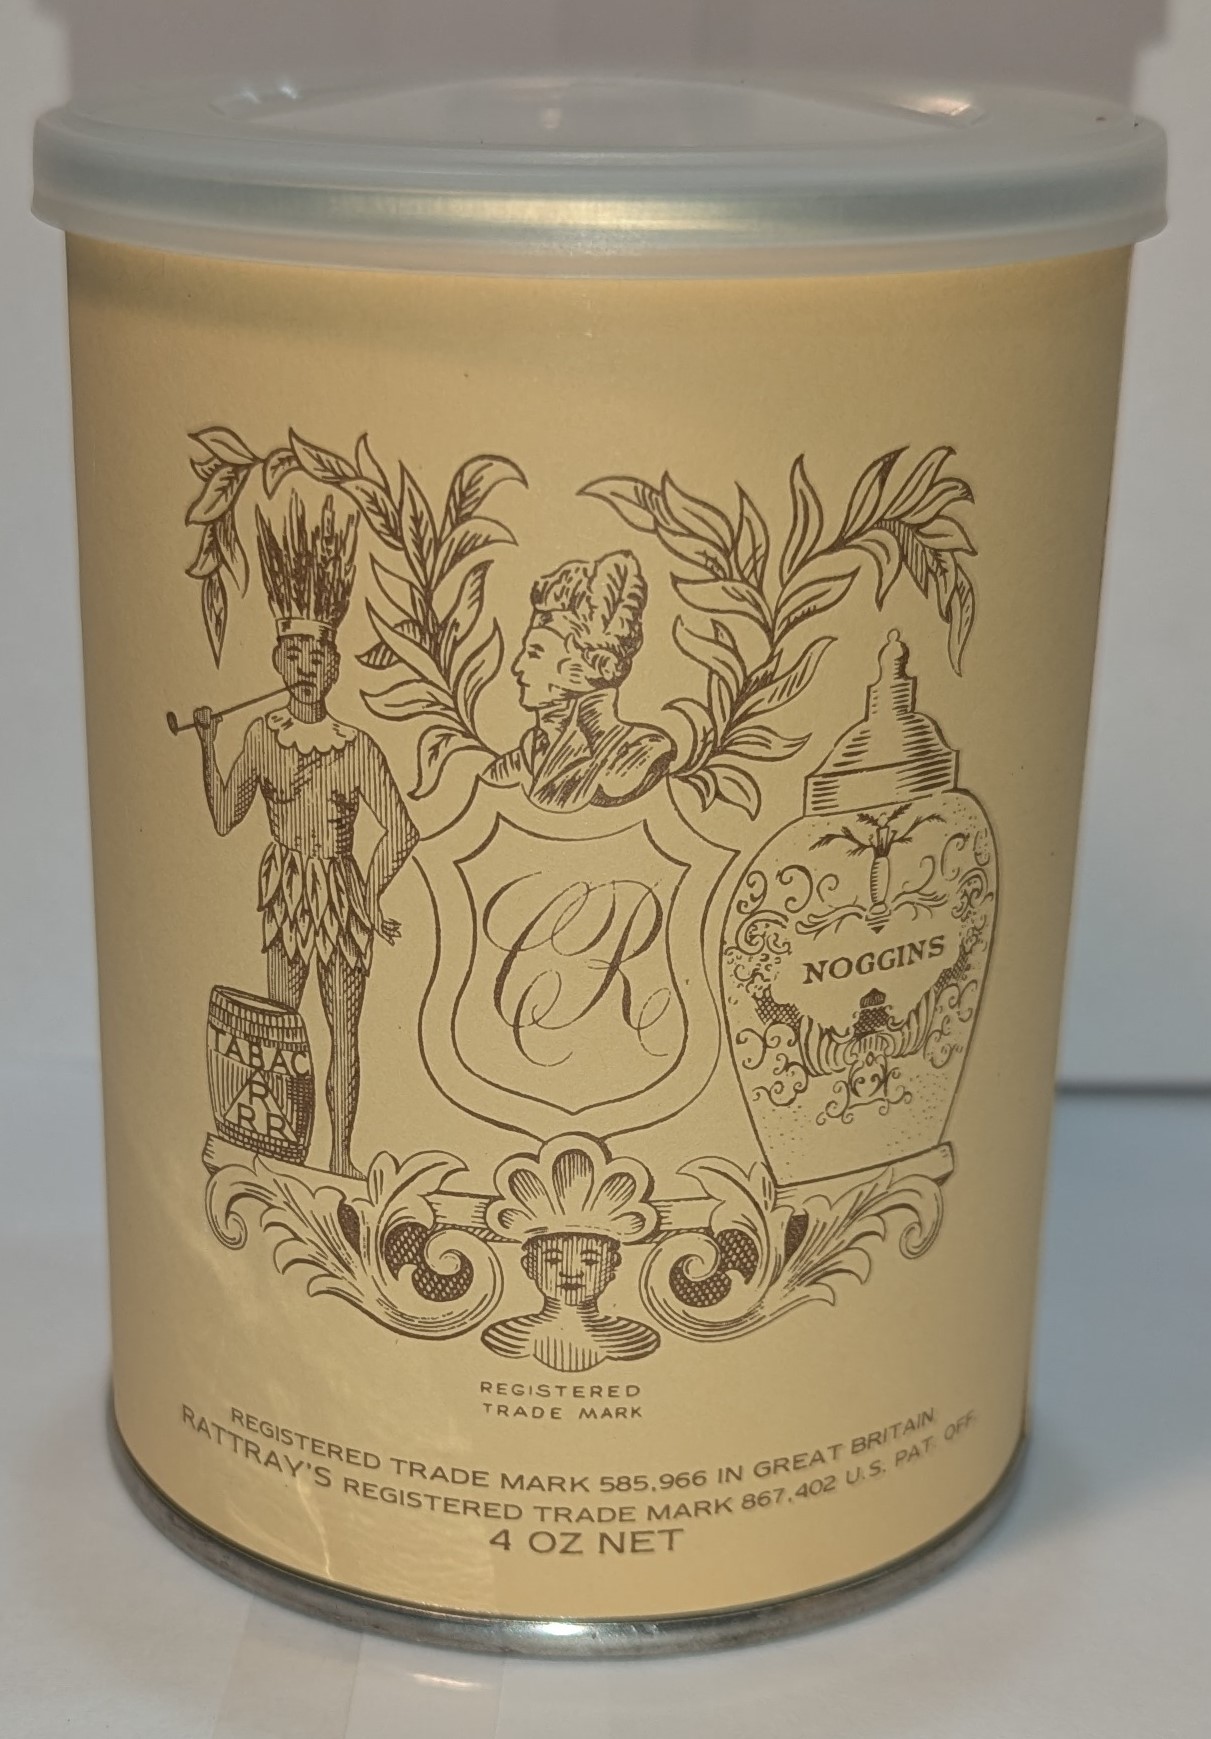 CR
NOGGINS
TABAC
R
RR
REGISTERED
TRADE MARK
REGISTERED TRADE MARK 585,966 IN GREAT BRITAIN
RATTRAY'S REGISTERED TRADE MARK 867,402 U.S. PAT. OFF.
4 OZ NET